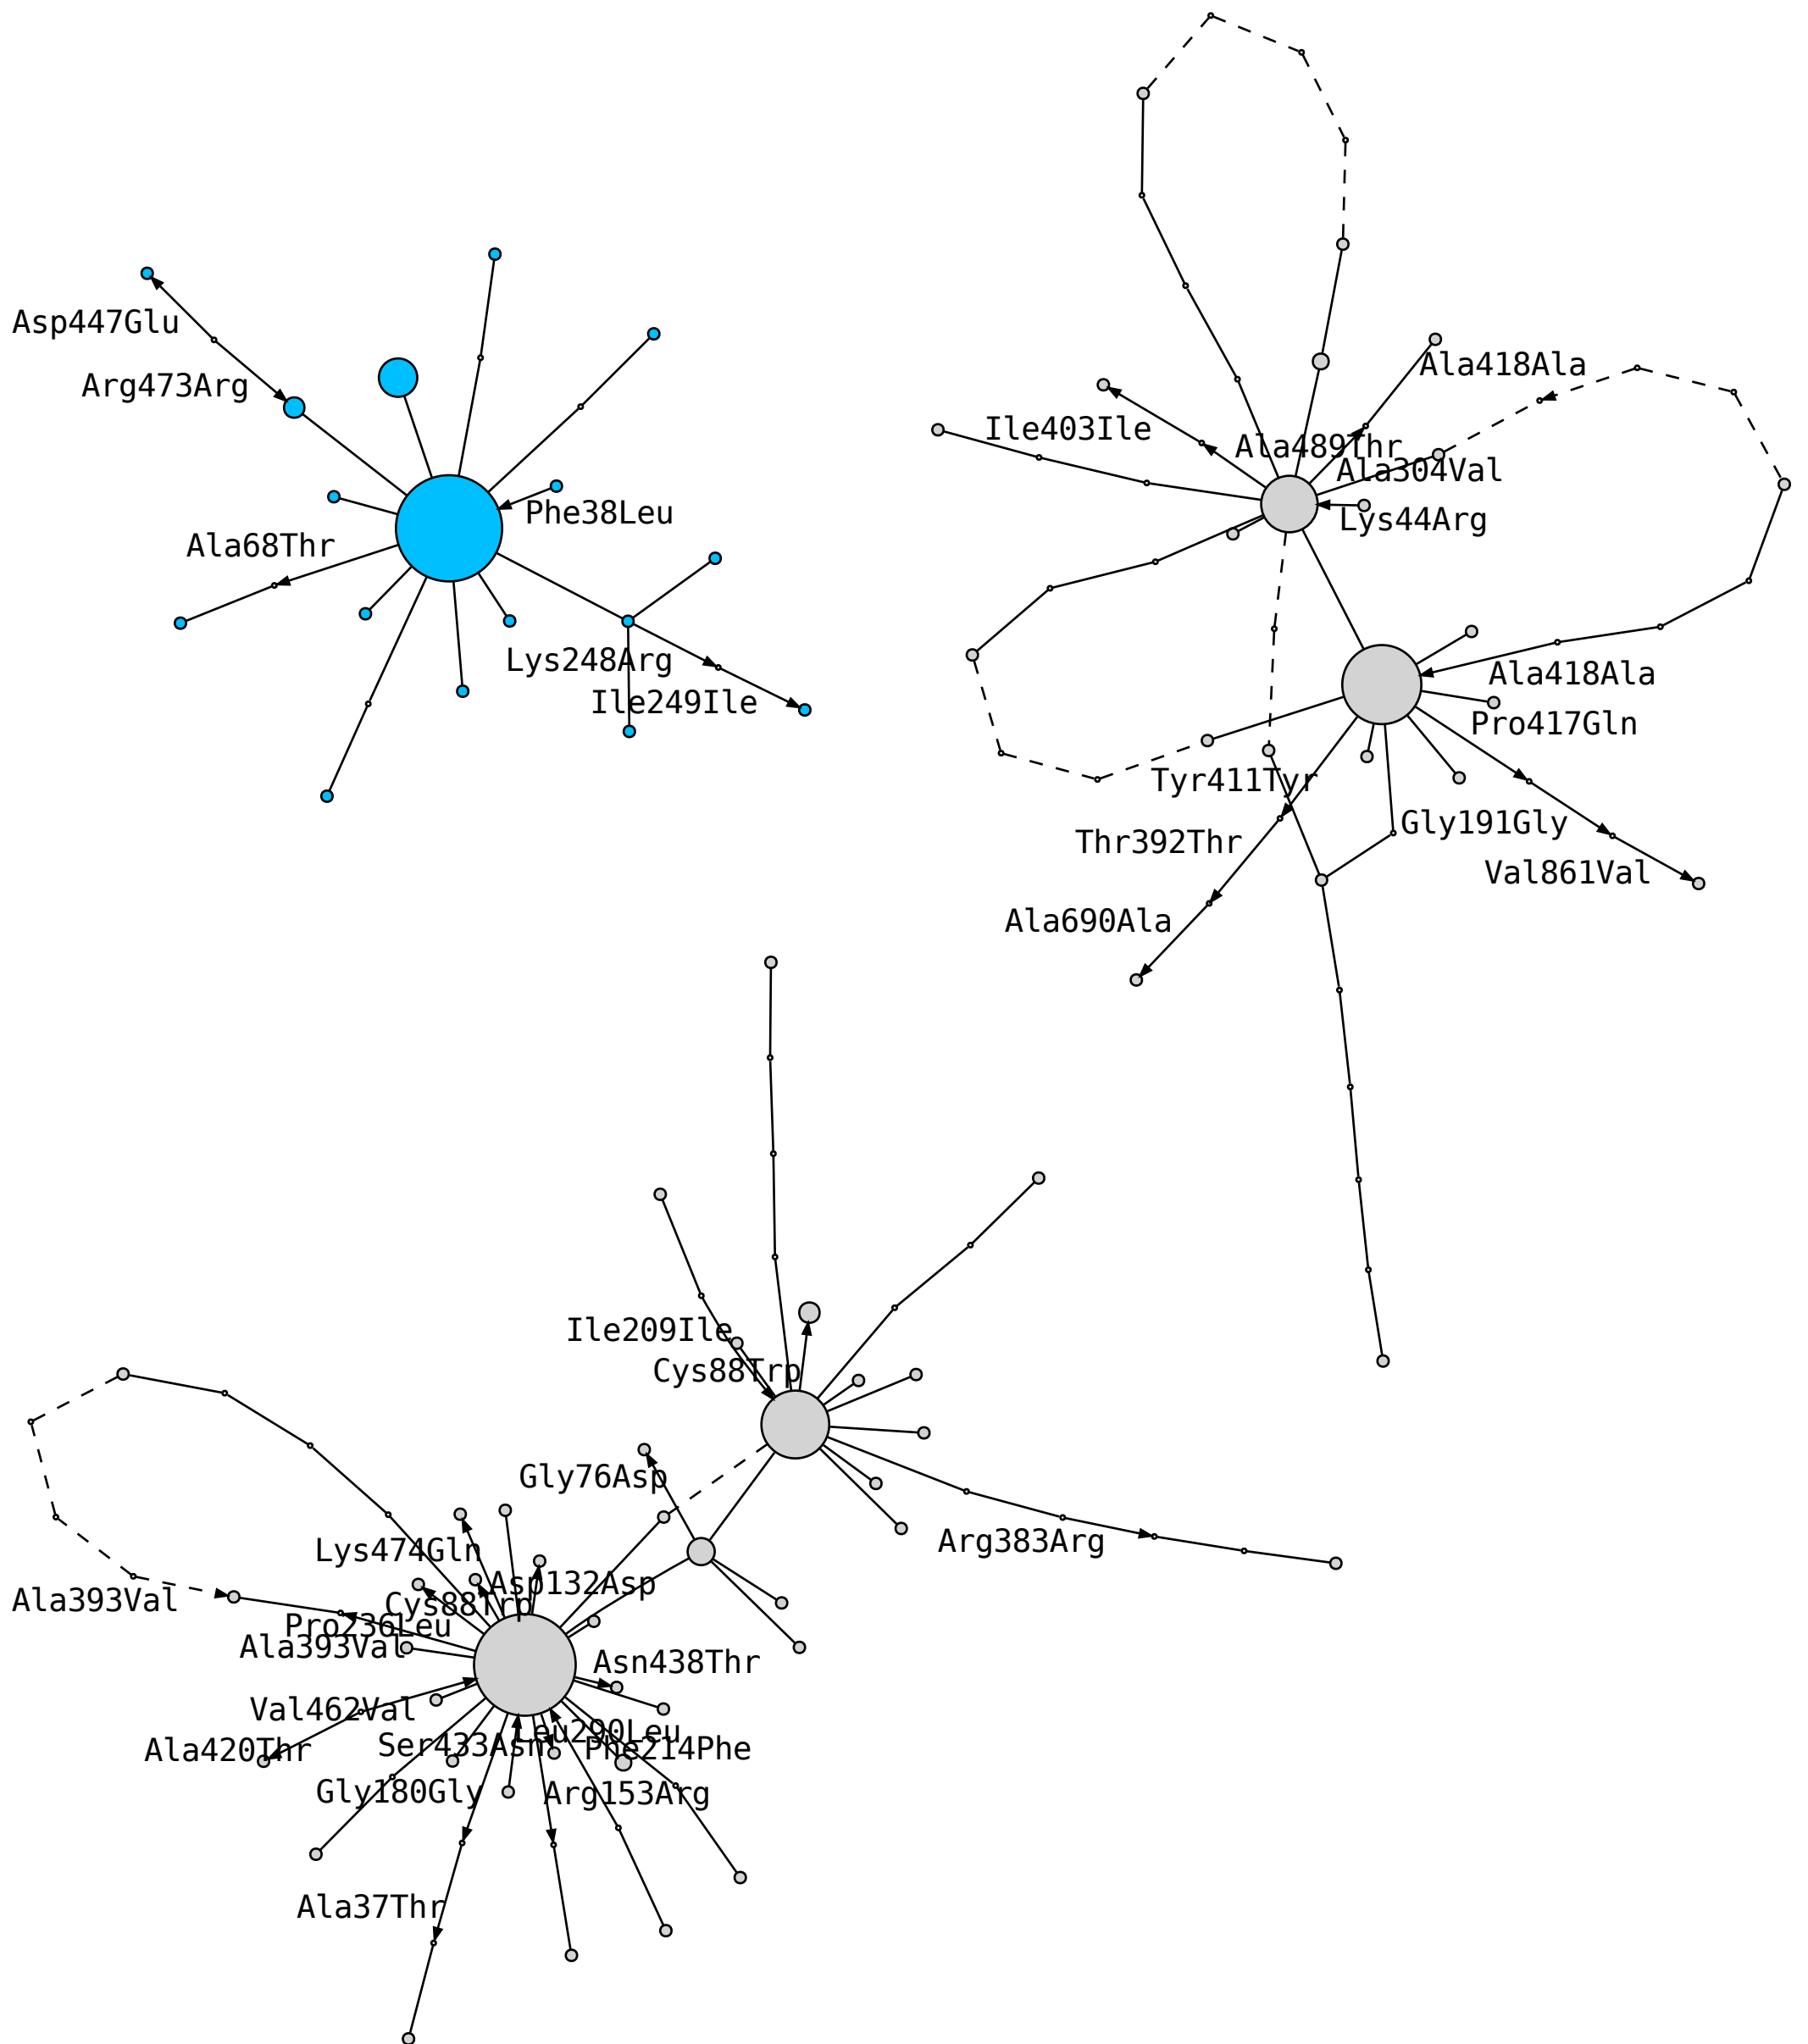 Asp447Glu
Arg473Arg
Phe38Leu
Ala68Thr
Lys248Arg
Ile249Ile
Ala418Ala
Ile403Ile
Ala489Thr
Ala304Val
Lys44Arg
Ala418Ala
Pro417Gln
Tyr411Tyr
Gly191Gly
Thr392Thr
Val861Val
Ala690Ala
Ile209Ile
Cys88Trp
Gly76Asp
Arg383Arg
Lys474Gln
Asp132Asp
Ala393Val
Cys88Trp
Pro236Leu
Ala393Val
Asn438Thr
Val462Val
Leu290Leu
Ala420Thr
Ser433Asn
Phe214Phe
Gly180Gly
Arg153Arg
Ala37Thr